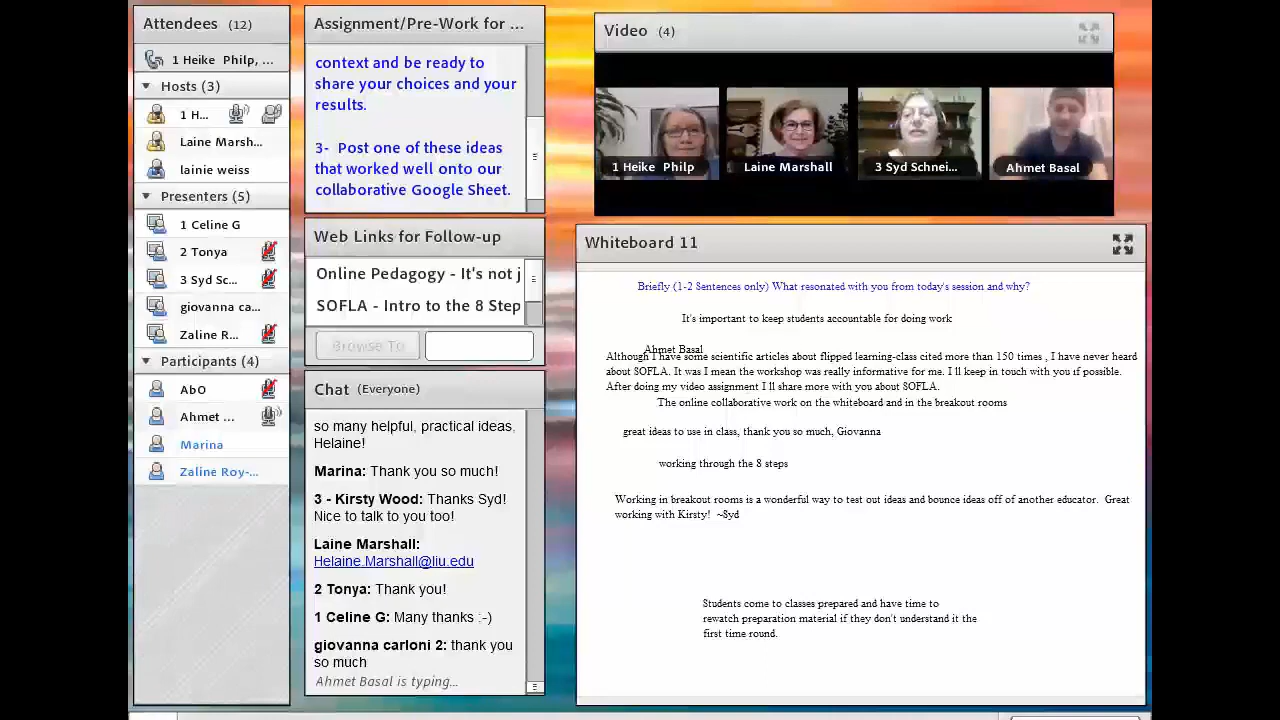 Attendees (12)
1 Heike Philp, ...
Hosts (3)
1 H...
Laine Marsh...
lainie weiss
Presenters (5)
1 Celine G
2 Tonya
3 Syd Sc...
giovanna ca...
Zaline R...
Participants (4)
AbO
Ahmet ...
Marina
Zaline Roy-...
Assignment/Pre-Work for ...
context and be ready to
share your choices and your
results.
3- Post one of these ideas
that worked well onto our
collaborative Google Sheet.
Web Links for Follow-up
Online Pedagogy - It's not j
SOFLA - Intro to the 8 Step
Browse To
Chat (Everyone)
so many helpful, practical ideas,
Helaine!
Marina: Thank you so much!
3 - Kirsty Wood: Thanks Syd!
Nice to talk to you too!
Laine Marshall:
Helaine.Marshall@liu.edu
2 Tonya: Thank you!
1 Celine G: Many thanks :-)
giovanna carloni 2: thank you
so much
Ahmet Basal is typing...
Video (4)
1 Heike Philp
Laine Marshall
3 Syd Schnei...
Ahmet Basal
Whiteboard 11
Briefly (1-2 Sentences only) What resonated with you from today's session and why?
It's important to keep students accountable for doing work
Ahmet Basal
Although I have some scientific articles about flipped learning-class cited more than 150 times , I have never heard
about SOFLA. It was I mean the workshop was really informative for me. I ll keep in touch with you if possible.
After doing my video assignment I ll share more with you about SOFLA.
The online collaborative work on the whiteboard and in the breakout rooms
great ideas to use in class, thank you so much, Giovanna
working through the 8 steps
Working in breakout rooms is a wonderful way to test out ideas and bounce ideas off of another educator. Great
working with Kirsty! ~Syd
Students come to classes prepared and have time to
rewatch preparation material if they don't understand it the
first time round.